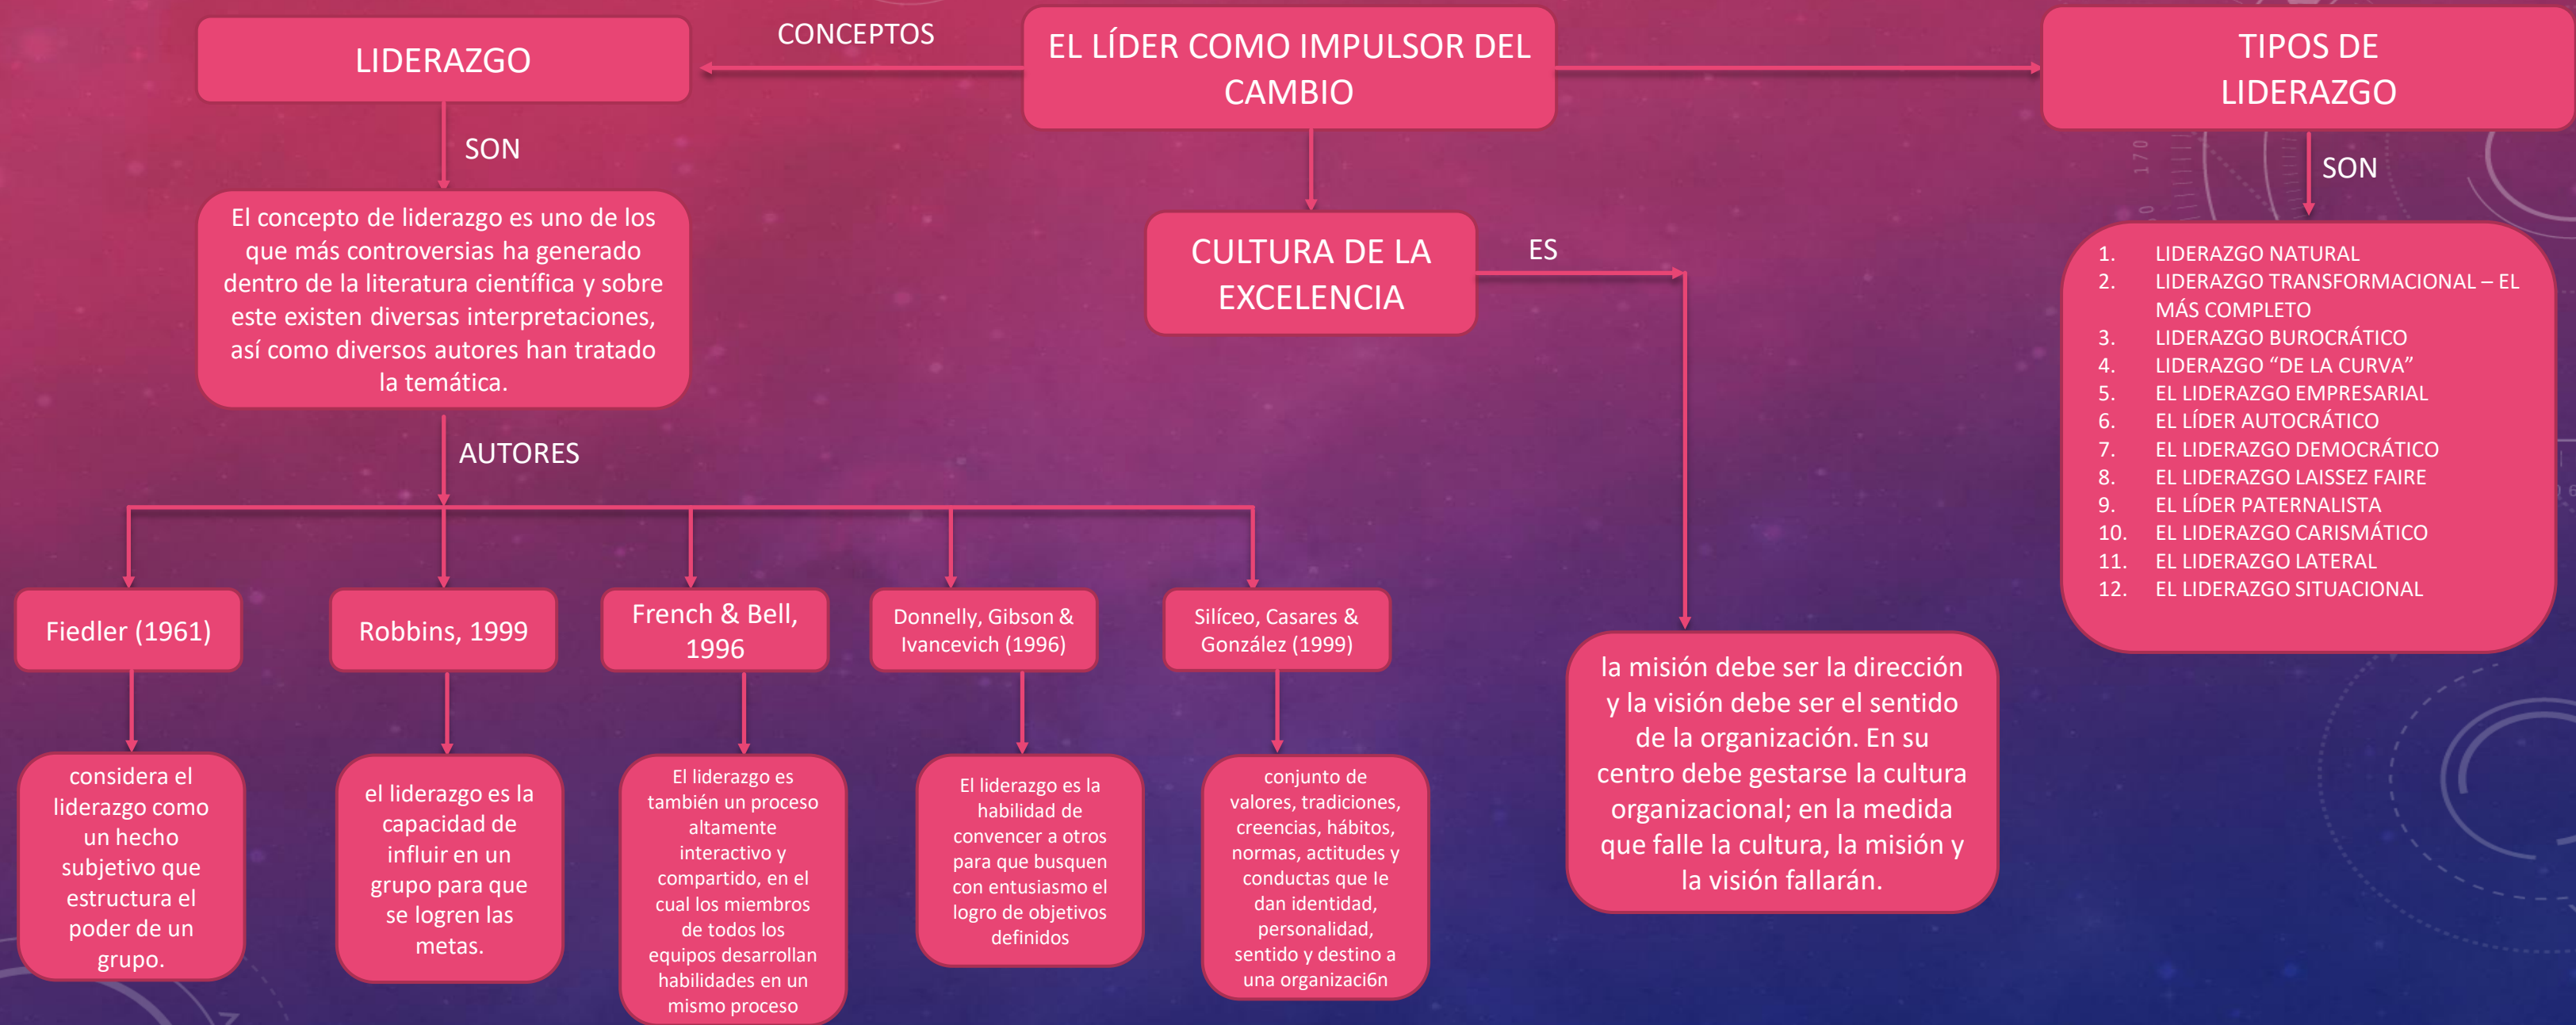 CONCEPTOS
LIDERAZGO
EL LÍDER COMO IMPULSOR DEL
CAMBIO
TIPOS DE
LIDERAZGO
SON
El concepto de liderazgo es uno de los
que más controversias ha generado
dentro de la literatura científica y sobre
este existen diversas interpretaciones,
así como diversos autores han tratado
la temática.
AUTORES
Fiedler (1961)
considera el
liderazgo como
un hecho
subjetivo que
estructura el
poder de un
grupo.
Robbins, 1999
el liderazgo es la
capacidad de
influir en un
grupo para que
se logren las
metas.
French & Bell,
1996
El liderazgo es
también un proceso
altamente
interactivo y
compartido, en el
cual los miembros
de todos los
equipos desarrollan
habilidades en un
mismo proceso
Donnelly, Gibson &
Ivancevich (1996)
El liderazgo es la
habilidad de
convencer a otros
para que busquen
con entusiasmo el
logro de objetivos
definidos
Silíceo, Casares &
González (1999)
conjunto de
valores, tradiciones,
creencias, hábitos,
normas, actitudes y
conductas que le
dan identidad,
personalidad,
sentido y destino a
una organizaci6n
CULTURA DE LA
EXCELENCIA
ES
la misión debe ser la dirección
y la visión debe ser el sentido
de la organización. En su
centro debe gestarse la cultura
organizacional; en la medida
que falle la cultura, la misión y
la visión fallarán.
SON
1. LIDERAZGO NATURAL
2. LIDERAZGO TRANSFORMACIONAL – EL
MÁS COMPLETO
3. LIDERAZGO BUROCRÁTICO
4. LIDERAZGO “DE LA CURVA”
5. EL LIDERAZGO EMPRESARIAL
6. EL LÍDER AUTOCRÁTICO
7. EL LIDERAZGO DEMOCRÁTICO
8. EL LIDERAZGO LAISSEZ FAIRE
9. EL LÍDER PATERNALISTA
10. EL LIDERAZGO CARISMÁTICO
11. EL LIDERAZGO LATERAL
12. EL LIDERAZGO SITUACIONAL
170